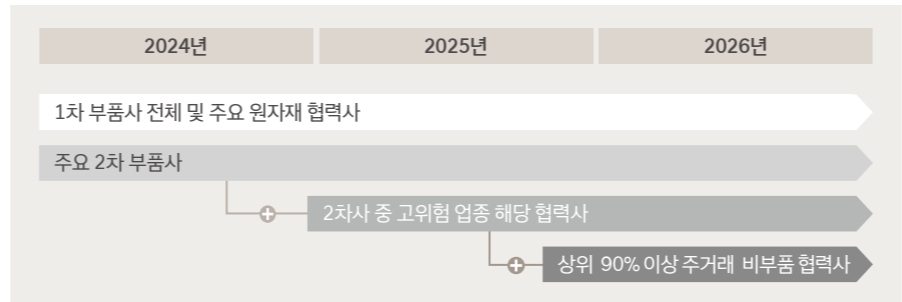 2024년
2025년
2026년
1차 부품사 전체 및 주요 원자재 협력사
주요 2차 부품사
2차사 중 고위험 업종 해당 협력사
상위 90% 이상 주거래 비부품 협력사